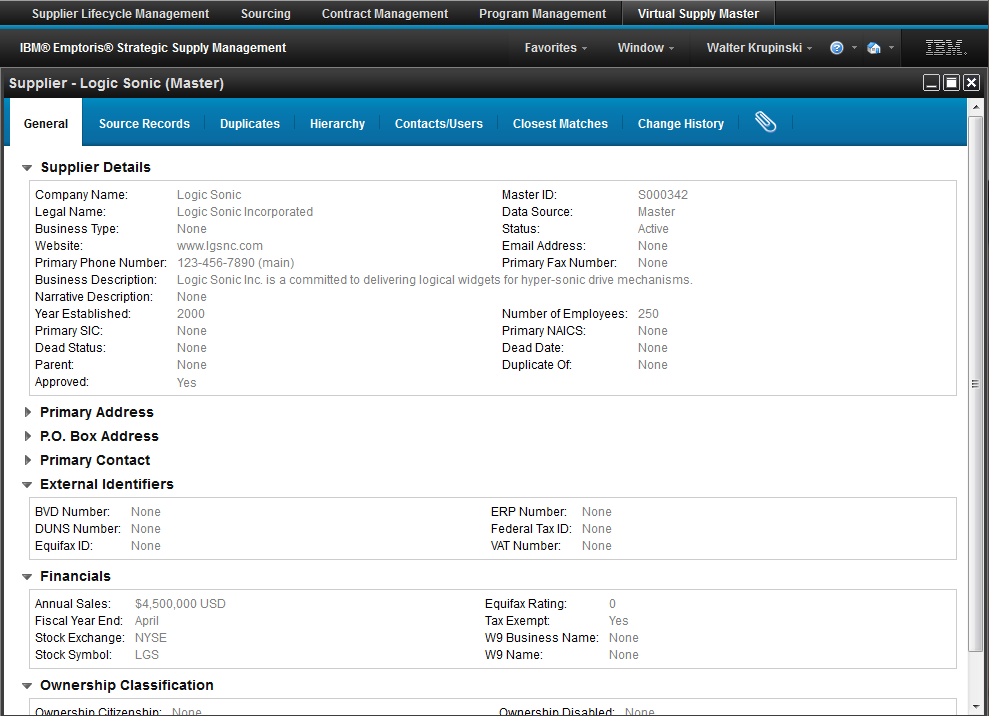 Supplier Lifecycle Management Sourcing Contract Management Program Management Virtual Supply Master
IBM® Emptoris® Strategic Supply Management Favorites Window Walter Krupinski IBM.
Supplier - Logic Sonic (Master)
General Source Records Duplicates Hierarchy Contacts/Users Closest Matches Change History
Supplier Details
Company Name: Logic Sonic Master ID: S000342
Legal Name: Logic Sonic Incorporated Data Source: Master
Business Type: None Status: Active
Website: www.lgsnc.com Email Address: None
Primary Phone Number: 123-456-7890 (main) Primary Fax Number: None
Business Description: Logic Sonic Inc. is a committed to delivering logical widgets for hyper-sonic drive mechanisms.
Narrative Description: None
Year Established: 2000 Number of Employees: 250
Primary SIC: None Primary NAICS: None
Dead Status: None Dead Date: None
Parent: None Duplicate Of: None
Approved: Yes
Primary Address
P.O. Box Address
Primary Contact
External Identifiers
BVD Number: None ERP Number: None
DUNS Number: None Federal Tax ID: None
Equifax ID: None VAT Number: None
Financials
Annual Sales: $4,500,000 USD Equifax Rating: 0
Fiscal Year End: April Tax Exempt: Yes
Stock Exchange: NYSE W9 Business Name: None
Stock Symbol: LGS W9 Name: None
Ownership Classification
Ownership Citizenship: None Ownership Disabled: None